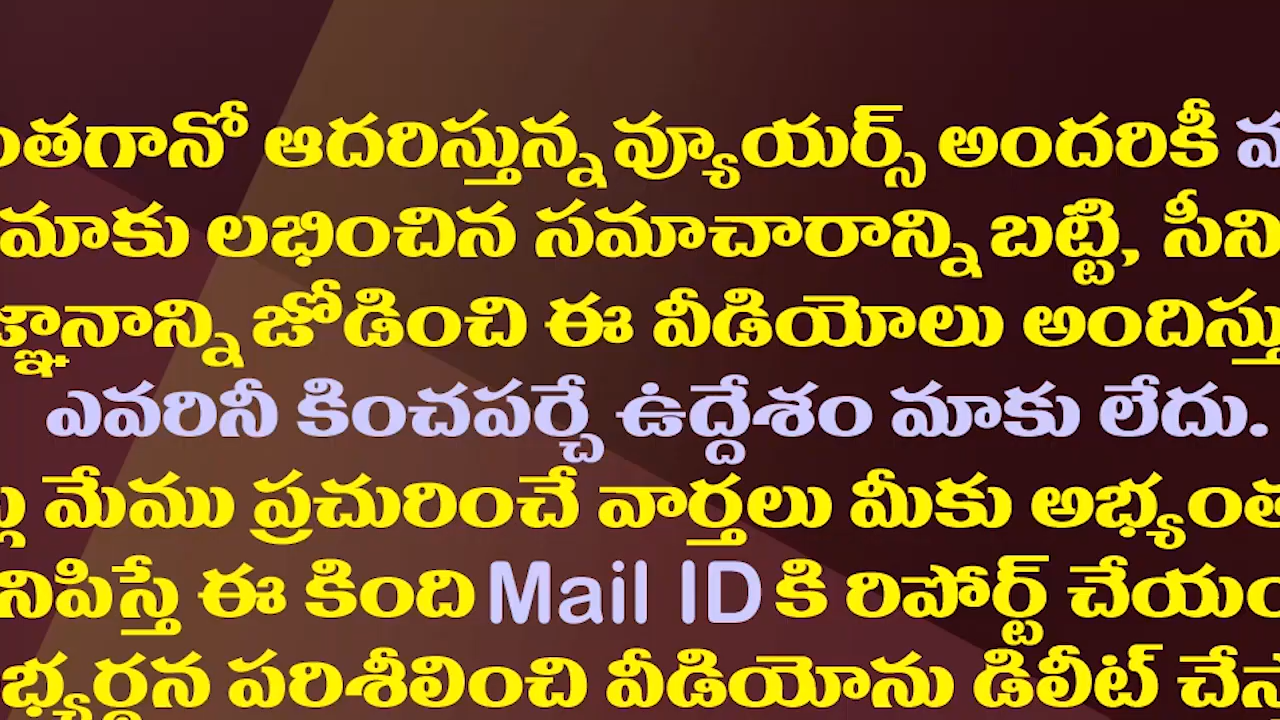 ంతగానో ఆదరిస్తున్న వ్యూయర్స్ అందరికీ
మాకు లభించిన సమాచారాన్ని బట్టి, సీని
జ్ఞానాన్ని జోడించి ఈ వీడియోలు అందిస్తు
ఎవరినీ కించపర్చే ఉద్దేశం మాకు లేదు.
మేము ప్రచురించే వార్తలు మీకు అభ్యంత
నిపిస్తే ఈ కింది Mail ID కి రిపోర్ట్ చేయం
భ్యర్ధన పరిశీలించి వీడియోను డిలీట్ చేస